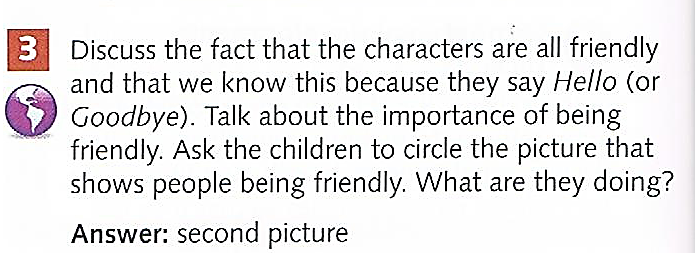 3 Discuss the fact that the characters are all friendly
and that we know this because they say Hello (or
Goodbye). Talk about the importance of being
friendly. Ask the children to circle the picture that
shows people being friendly. What are they doing?
Answer: second picture